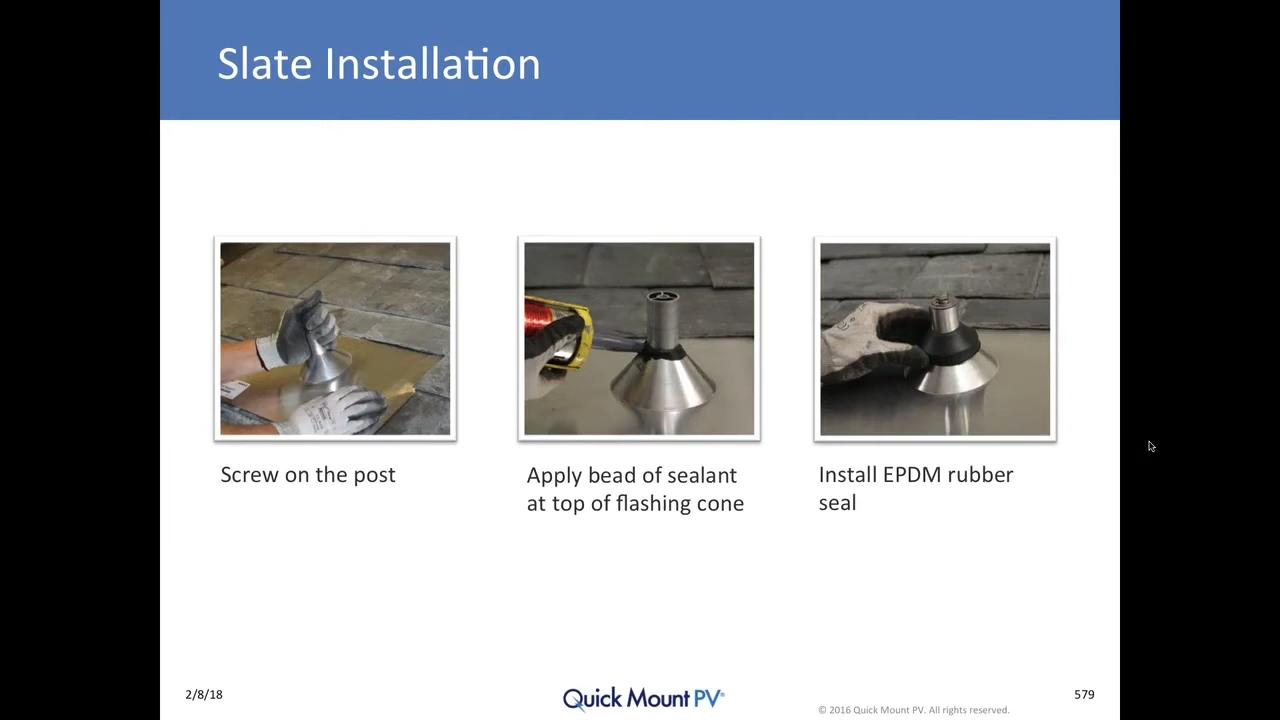 Slate Installation
Screw on the post
Apply bead of sealant
at top of flashing cone
Install EPDM rubber
seal
2/8/18
Quick Mount PV®
579
© 2016 Quick Mount PV. All rights reserved.